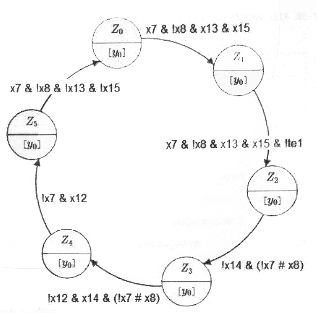 Z0
[y0]
x7 & !x8 & x13 & x15
Z1
[y0]
x7 & !x8 & x13 & x15 & !te1
Z2
[y0]
!x14 & (!x7 # x8)
Z3
[y0]
!x12 & x14 & (!x7 # x8)
Z4
[y0]
!x7 & x12
Z5
[y0]
x7 & !x8 & !x13 & !x15